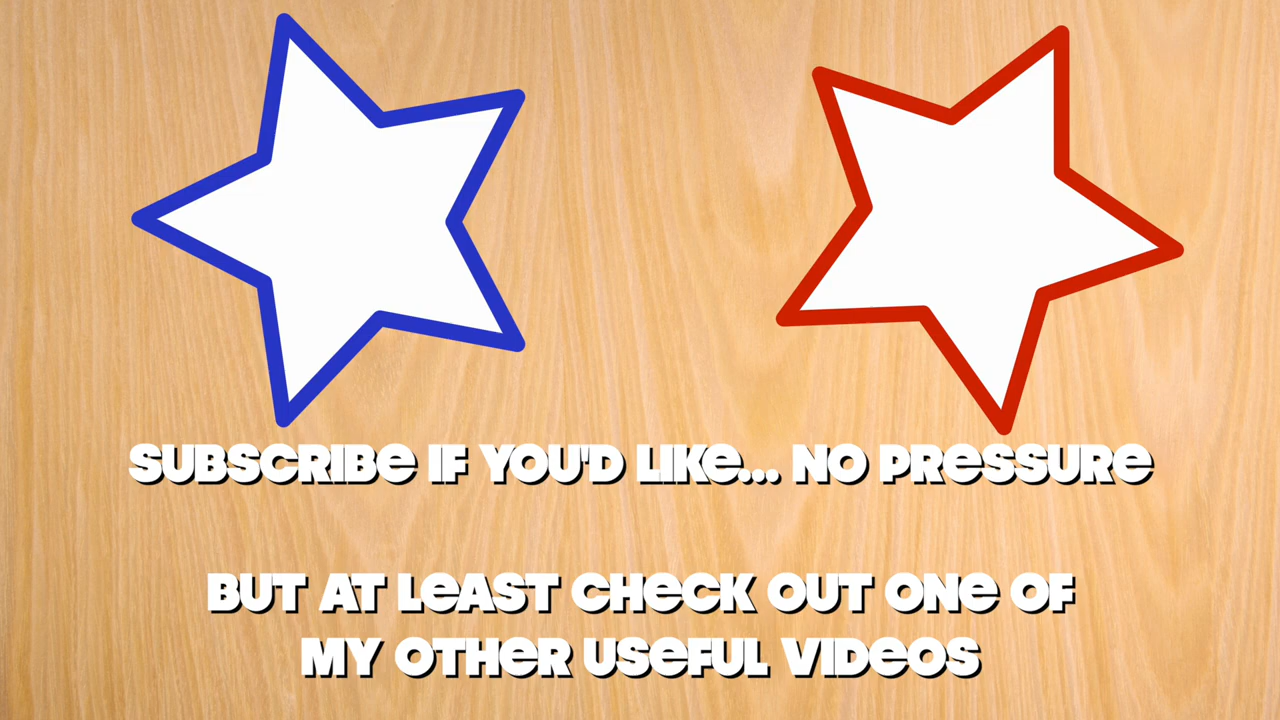 SUBSCRIBE IF YOU'D LIKE... NO PRESSURE
BUT AT LEAST CHECK OUT ONE OF
MY OTHER USEFUL VIDEOS